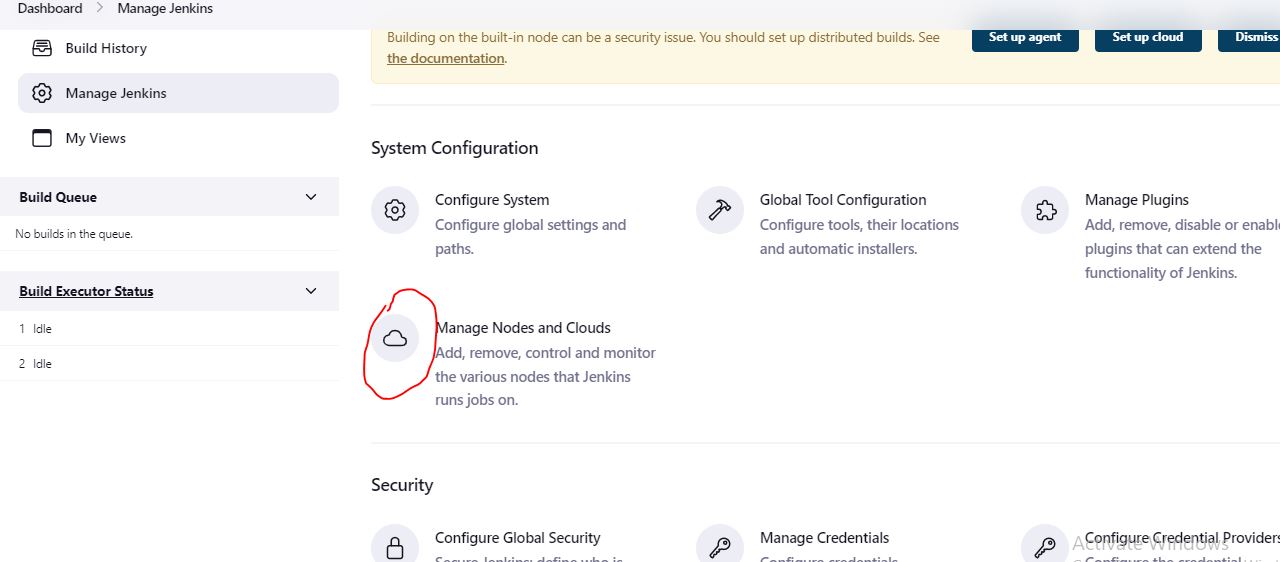 Dashboard > Manage Jenkins
Build History
Manage Jenkins
My Views
Build Queue
No builds in the queue.
Build Executor Status
1 Idle
2 Idle
Building on the built-in node can be a security issue. You should set up distributed builds. See
the documentation.
Set up agent
Set up cloud
Dismiss
System Configuration
Configure System
Configure global settings and
paths.
Global Tool Configuration
Configure tools, their locations
and automatic installers.
Manage Plugins
Add, remove, disable or enable
plugins that can extend the
functionality of Jenkins.
Manage Nodes and Clouds
Add, remove, control and monitor
the various nodes that Jenkins
runs jobs on.
Security
Configure Global Security
Secure Jenkins; define who is
Manage Credentials
Configure credentials
Configure Credential Providers
Configure the credential
Activate Windows